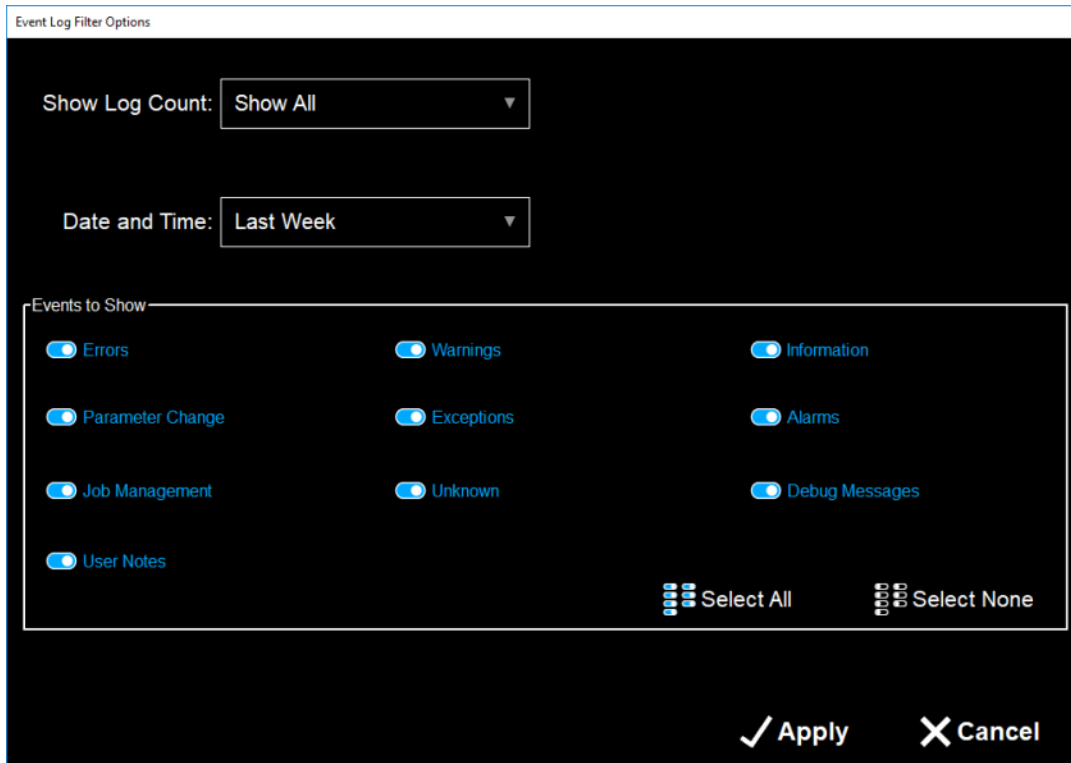 Event Log Filter Options
Show Log Count: Show All
Date and Time: Last Week
Events to Show
Errors Warnings Information
Parameter Change Exceptions Alarms
Job Management Unknown Debug Messages
User Notes
Select All Select None
Apply Cancel